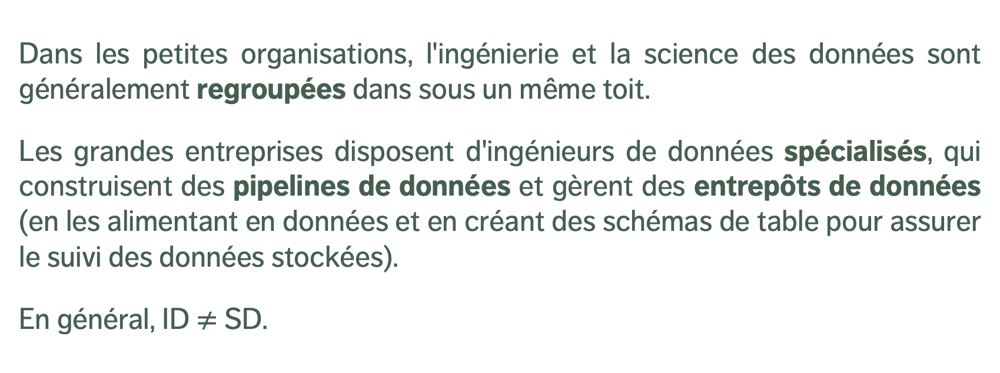 Dans les petites organisations, l'ingénierie et la science des données sont
généralement regroupées dans sous un même toit.
Les grandes entreprises disposent d'ingénieurs de données spécialisés, qui
construisent des pipelines de données et gèrent des entrepôts de données
(en les alimentant en données et en créant des schémas de table pour assurer
le suivi des données stockées).
En général, ID ≠ SD.